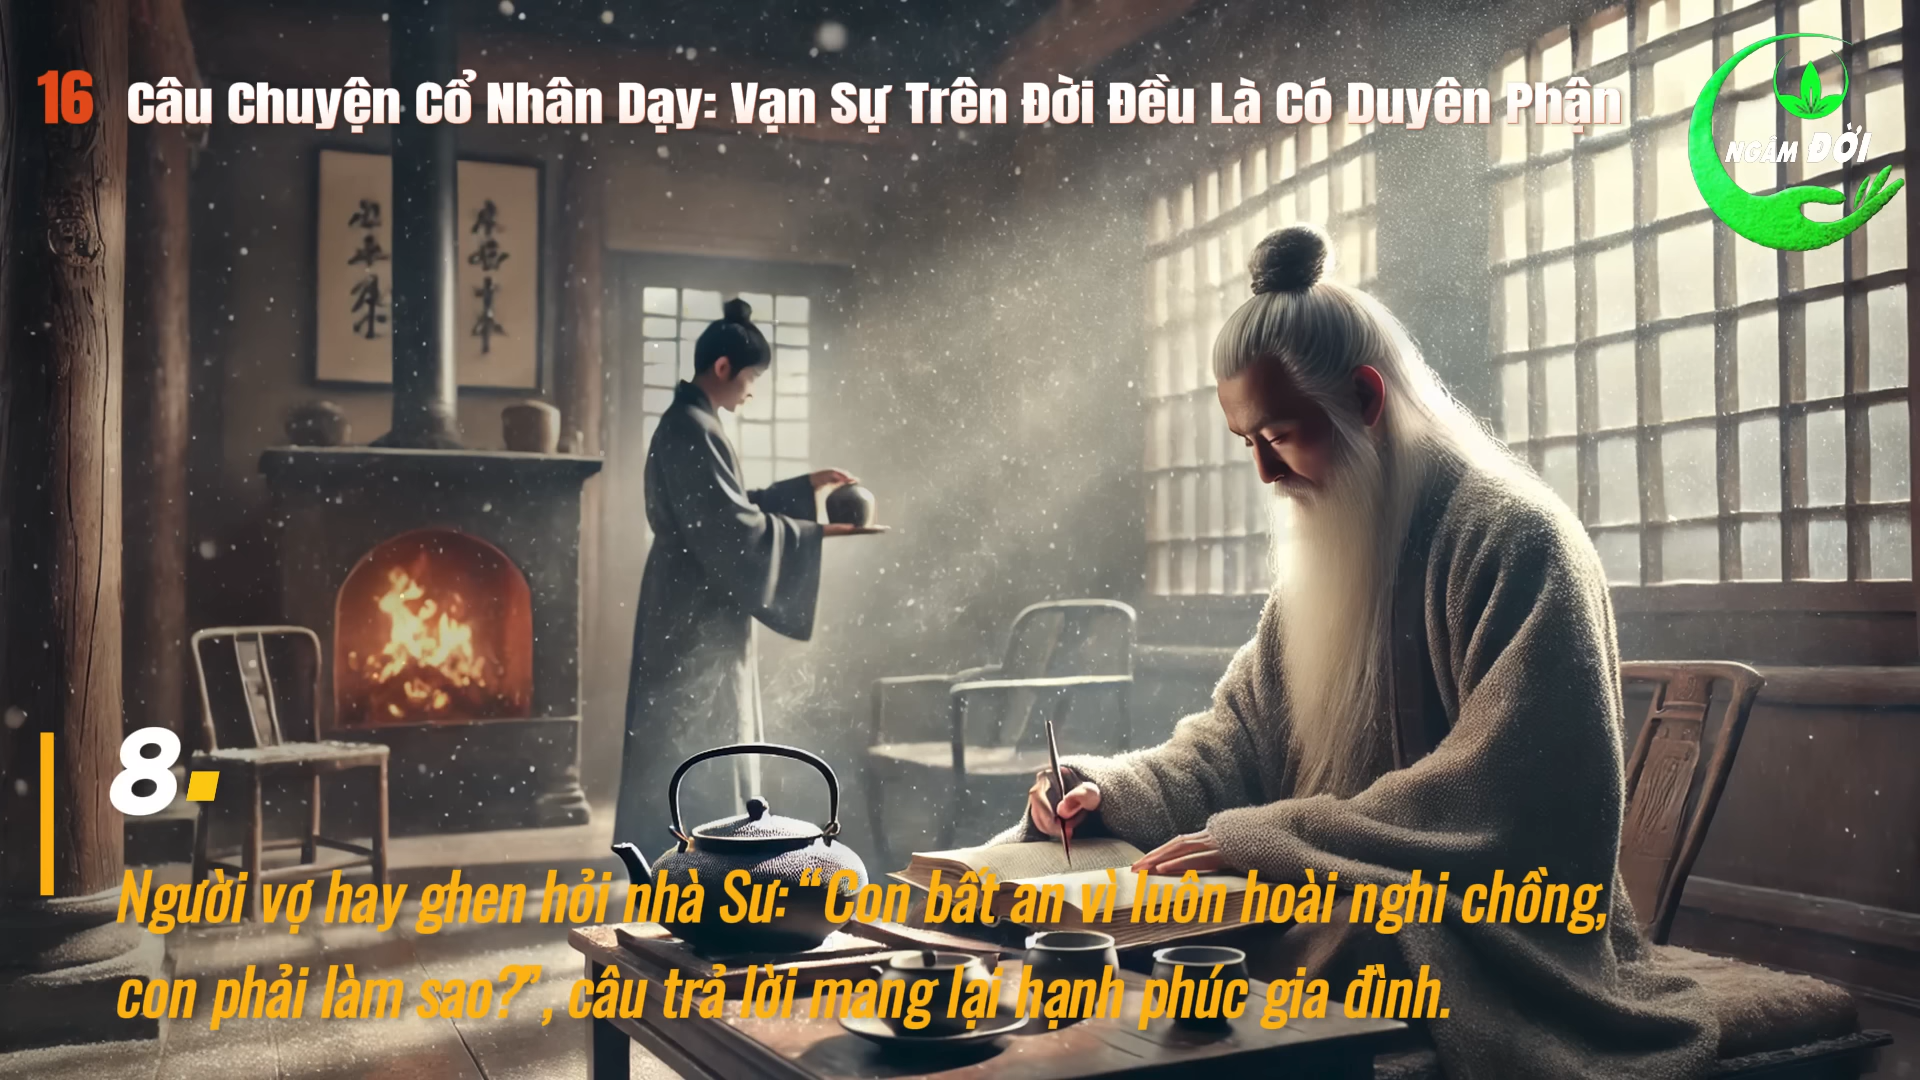 16 Câu Chuyện Cổ Nhân Dạy: Vạn Sự Trên Đời Đều Là Có Duyên Phận
NGẪM ĐỜI
8.
Người vợ hay ghen hỏi nhà Sư: “Con bất an vì luôn hoài nghi chồng,
con phải làm sao?”, câu trả lời mang lại hạnh phúc gia đình.